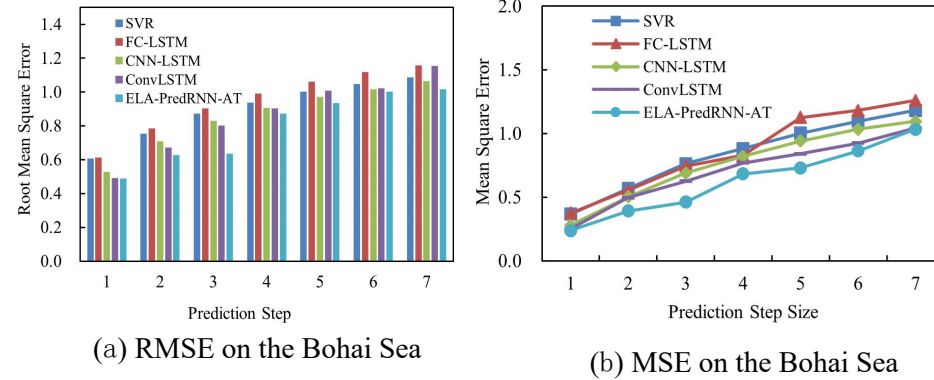 Root Mean Square Error
1.4
1.2
1.0
0.8
0.6
0.4
0.2
0.0
SVR
FC-LSTM
CNN-LSTM
ConvLSTM
ELA-PredRNN-AT
1 2 3 4 5 6 7
Prediction Step
(a) RMSE on the Bohai Sea
Mean Square Error
2.0
1.5
1.0
0.5
0.0
SVR
FC-LSTM
CNN-LSTM
ConvLSTM
ELA-PredRNN-AT
1 2 3 4 5 6 7
Prediction Step Size
(b) MSE on the Bohai Sea